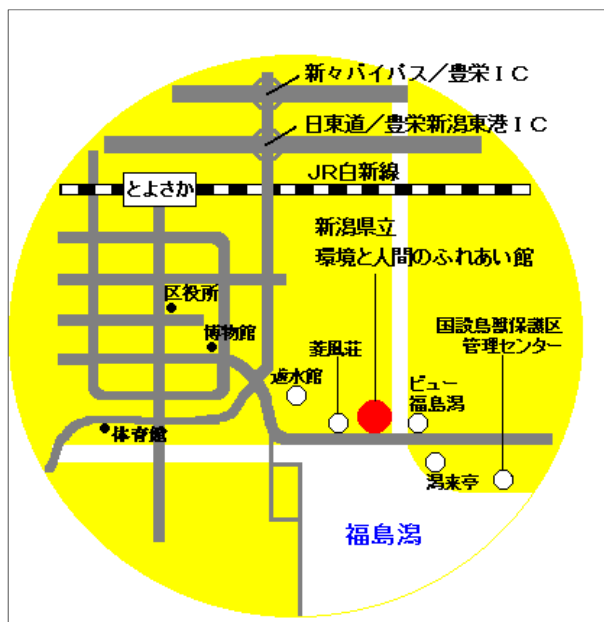 新々バイパス／豊栄ＩＣ
日東道／豊栄新潟東港ＩＣ
JR白新線
とよさか
新潟県立
環境と人間のふれあい館
区役所
博物館
国設鳥獣保護区
管理センター
菱風荘
遊水館
ビュー
福島潟
体育館
潟来亭
福島潟